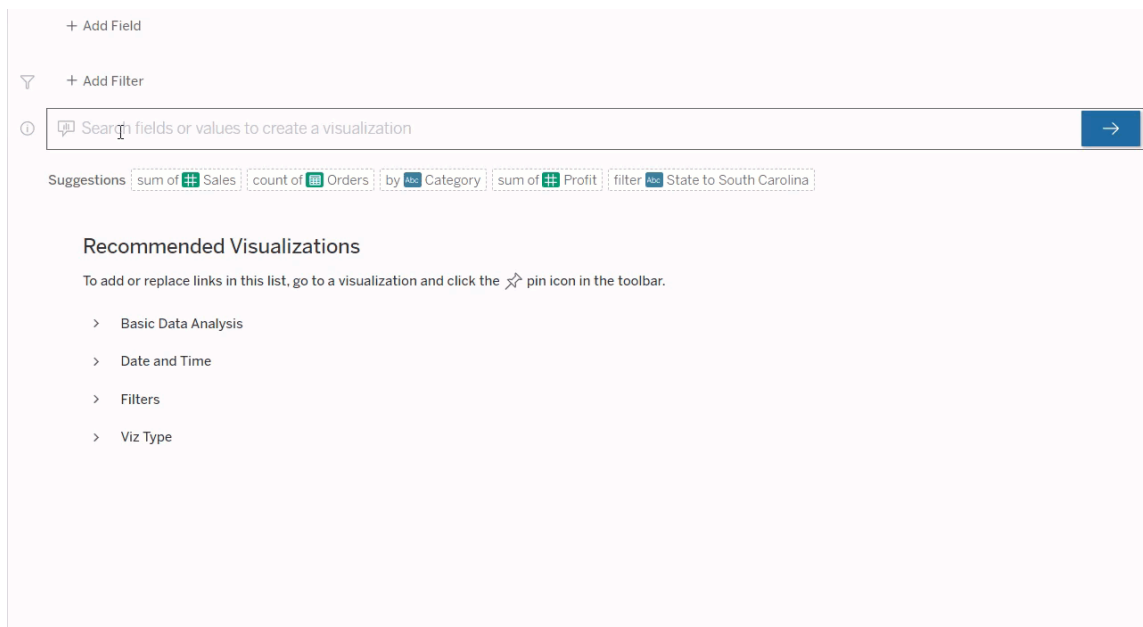 + Add Field
+ Add Filter
Search fields or values to create a visualization
Suggestions sum of # Sales count of Orders by Abc Category sum of # Profit filter Abc State to South Carolina
Recommended Visualizations
To add or replace links in this list, go to a visualization and click the pin icon in the toolbar.
Basic Data Analysis
Date and Time
Filters
Viz Type